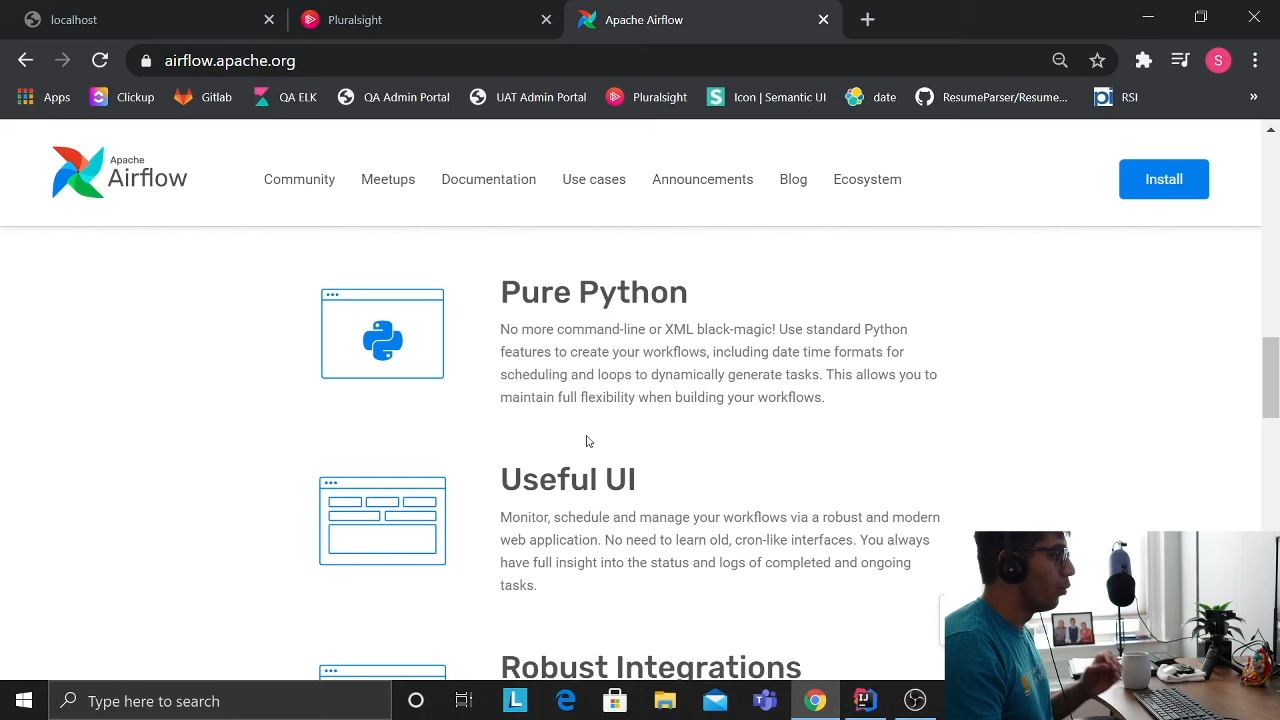 localhost
Pluralsight
Apache Airflow
airflow.apache.org
S
Apps
Clickup
Gitlab
QA ELK
QA Admin Portal
UAT Admin Portal
Pluralsight
Icon | Semantic UI
date
ResumeParser/Resume...
RSI
»
Apache
Airflow
Community
Meetups
Documentation
Use cases
Announcements
Blog
Ecosystem
Install
Pure Python
No more command-line or XML black-magic! Use standard Python
features to create your workflows, including date time formats for
scheduling and loops to dynamically generate tasks. This allows you to
maintain full flexibility when building your workflows.
Useful UI
Monitor, schedule and manage your workflows via a robust and modern
web application. No need to learn old, cron-like interfaces. You always
have full insight into the status and logs of completed and ongoing
tasks.
Robust Integrations
Type here to search